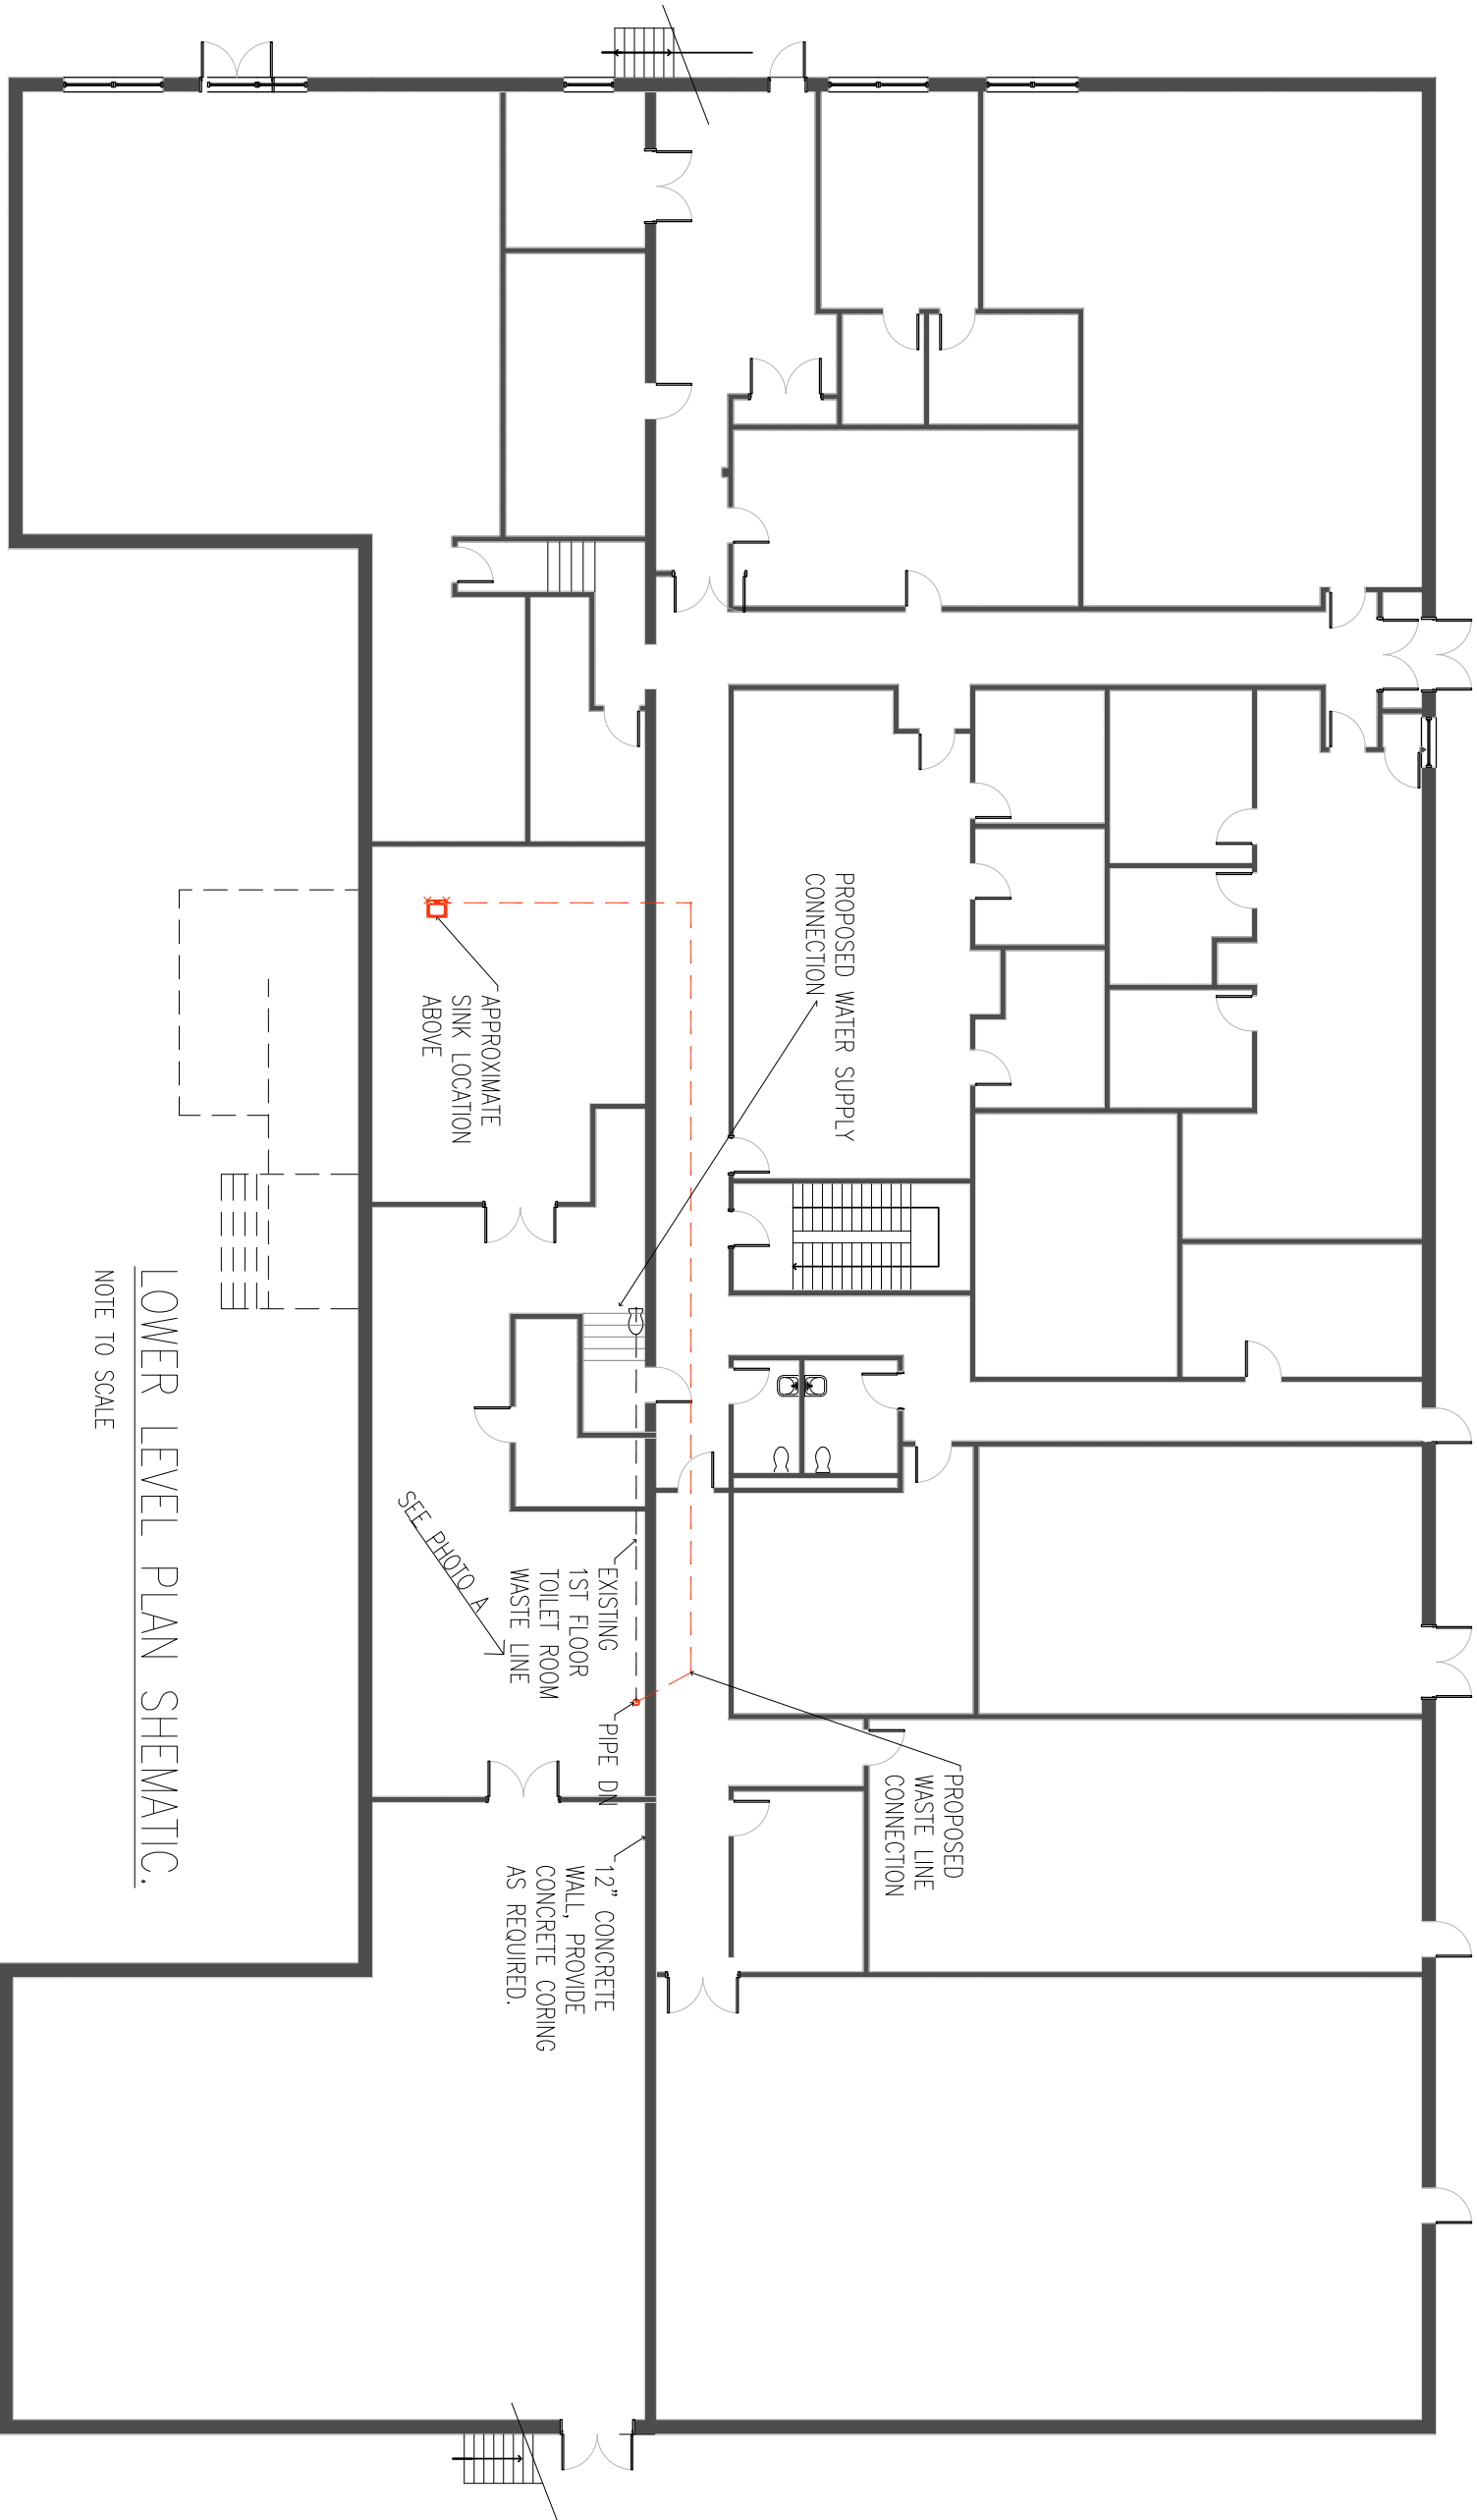 PROPOSED WATER SUPPLY
CONNECTION
APPROXIMATE
SINK LOCATION
ABOVE
PROPOSED
WASTE LINE
CONNECTION
EXISTING
1ST FLOOR
TOILET ROOM
WASTE LINE
PIPE DN
12" CONCRETE
WALL, PROVIDE
CONCRETE CORING
AS REQUIRED.
SEE PHOTO A
LOWER LEVEL PLAN SHEMATIC.
NOTE TO SCALE